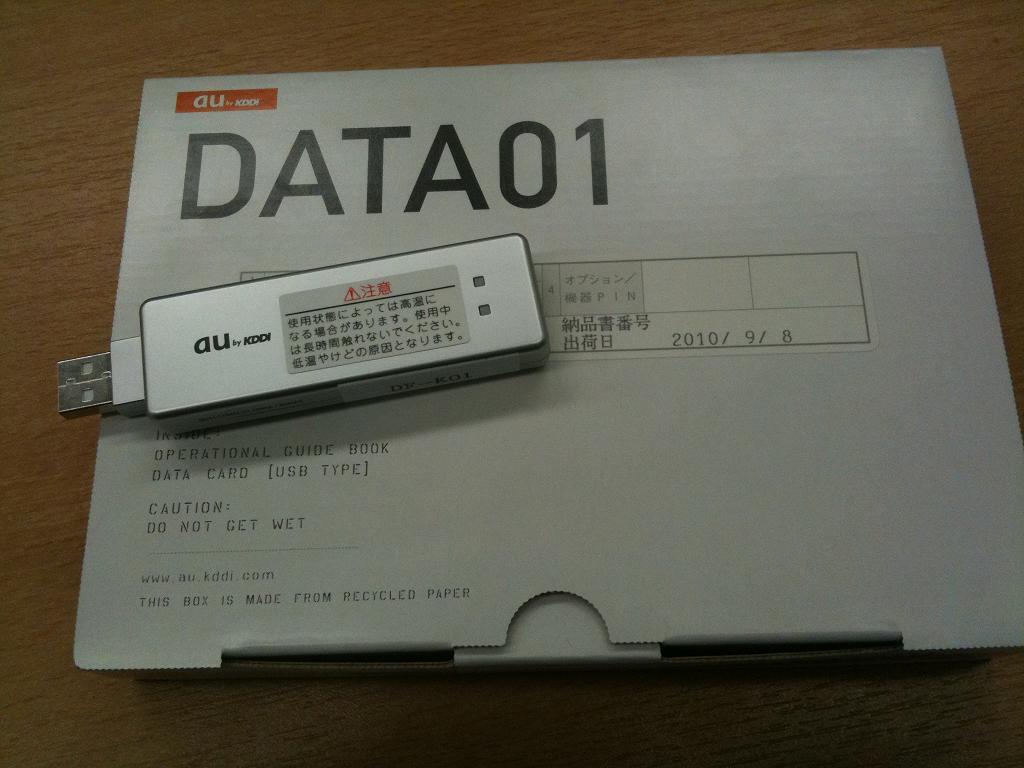 au by KDDI
DATA01
4 オプション／
機器ＰＩＮ
納品書番号
出荷日 2010/ 9/ 8
⚠注意
使用状態によっては高温に
なる場合があります。使用中
は長時間触れないでください。
低温やけどの原因となります。
au by KDDI
DF--K01
INSIDE:
OPERATIONAL GUIDE BOOK
DATA CARD [USB TYPE]
CAUTION:
DO NOT GET WET
www.au.kddi.com
THIS BOX IS MADE FROM RECYCLED PAPER